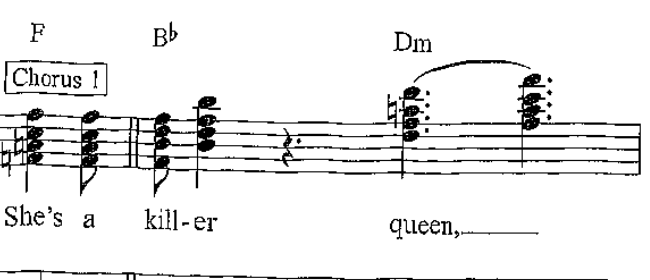 F B♭ Dm
Chorus 1
She's a kill-er queen,